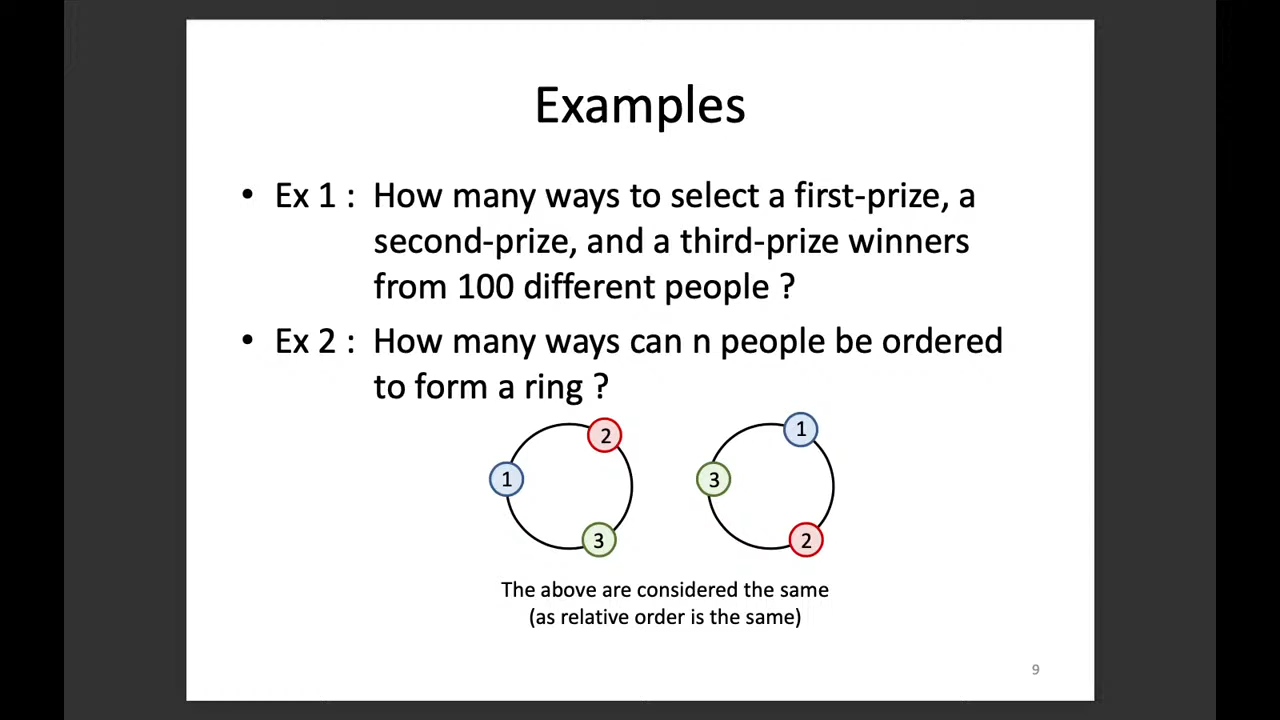 Examples
• Ex 1 : How many ways to select a first-prize, a
second-prize, and a third-prize winners
from 100 different people ?
• Ex 2 : How many ways can n people be ordered
to form a ring ?
2
1
3
1
3
2
The above are considered the same
(as relative order is the same)
9